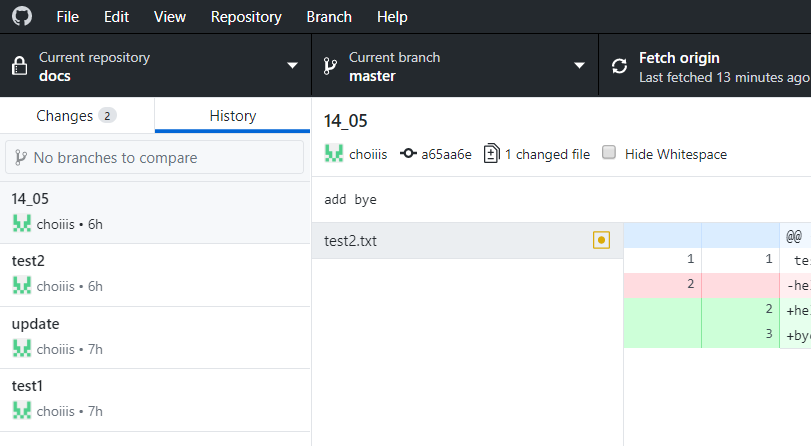 File Edit View Repository Branch Help
Current repository
docs
Current branch
master
Fetch origin
Last fetched 13 minutes ago
Changes 2
History
No branches to compare
14_05
choiiis • 6h
test2
choiiis • 6h
update
choiiis • 7h
test1
choiiis • 7h
14_05
choiiis a65aa6e 1 changed file Hide Whitespace
add bye
test2.txt
@@
1 1 te
2 -he
2 +he
3 +bye